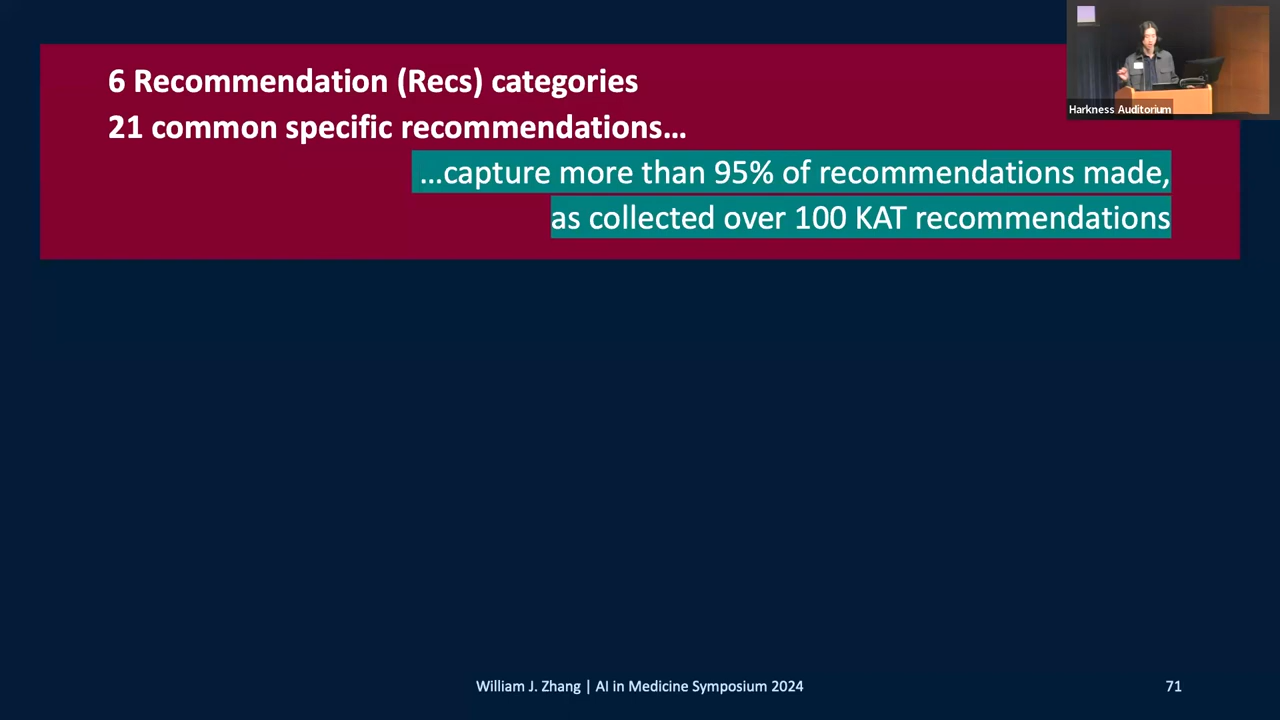 6 Recommendation (Recs) categories
21 common specific recommendations…
…capture more than 95% of recommendations made,
as collected over 100 KAT recommendations
Harkness Auditorium
William J. Zhang | AI in Medicine Symposium 2024
71